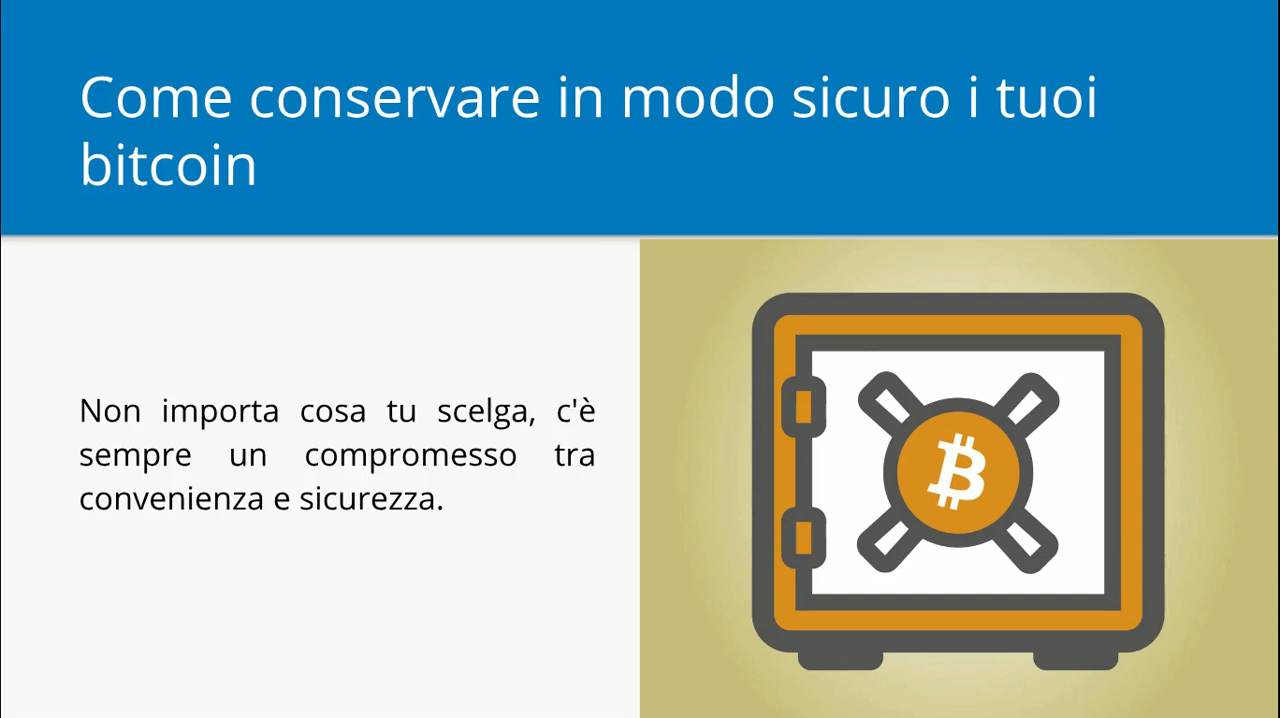 Come conservare in modo sicuro i tuoi
bitcoin
Non importa cosa tu scelga, c'è
sempre un compromesso tra
convenienza e sicurezza.